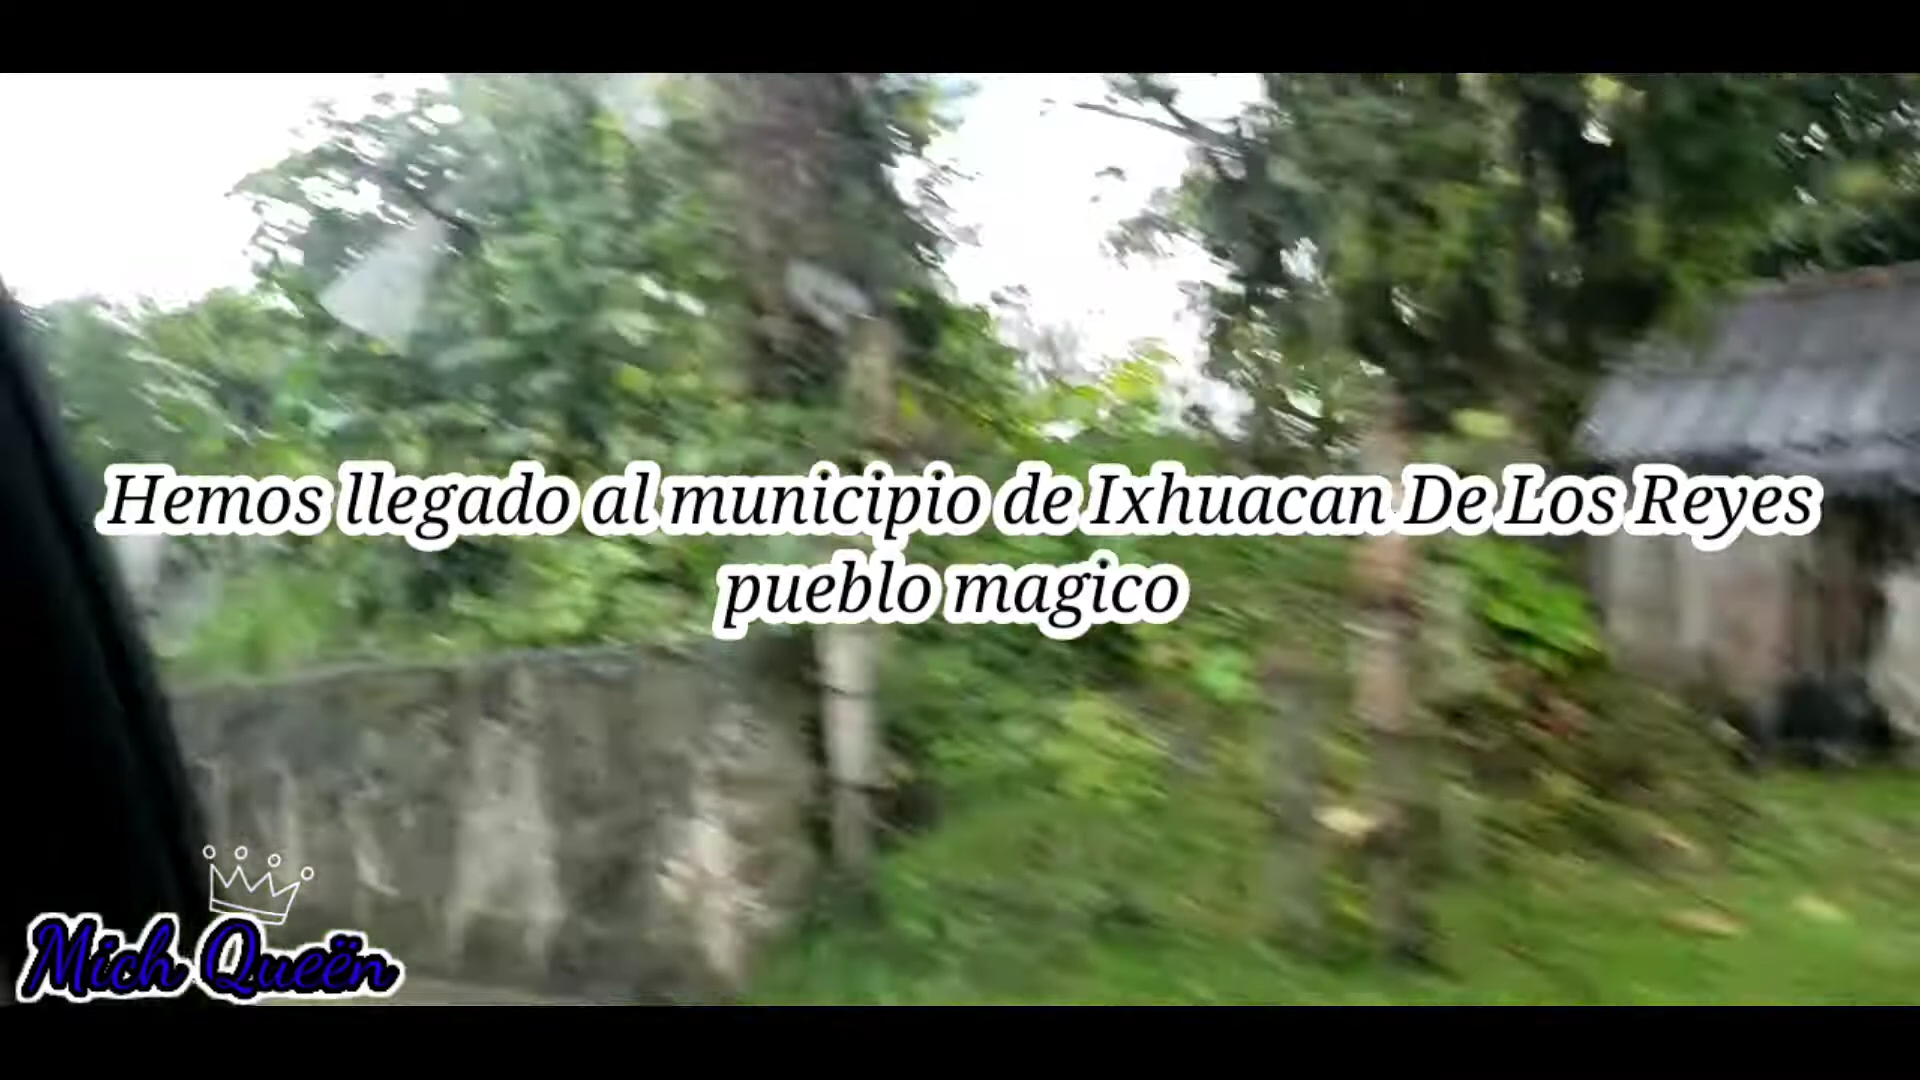 Hemos llegado al municipio de Ixhuacan De Los Reyes
pueblo magico
Mich Queën